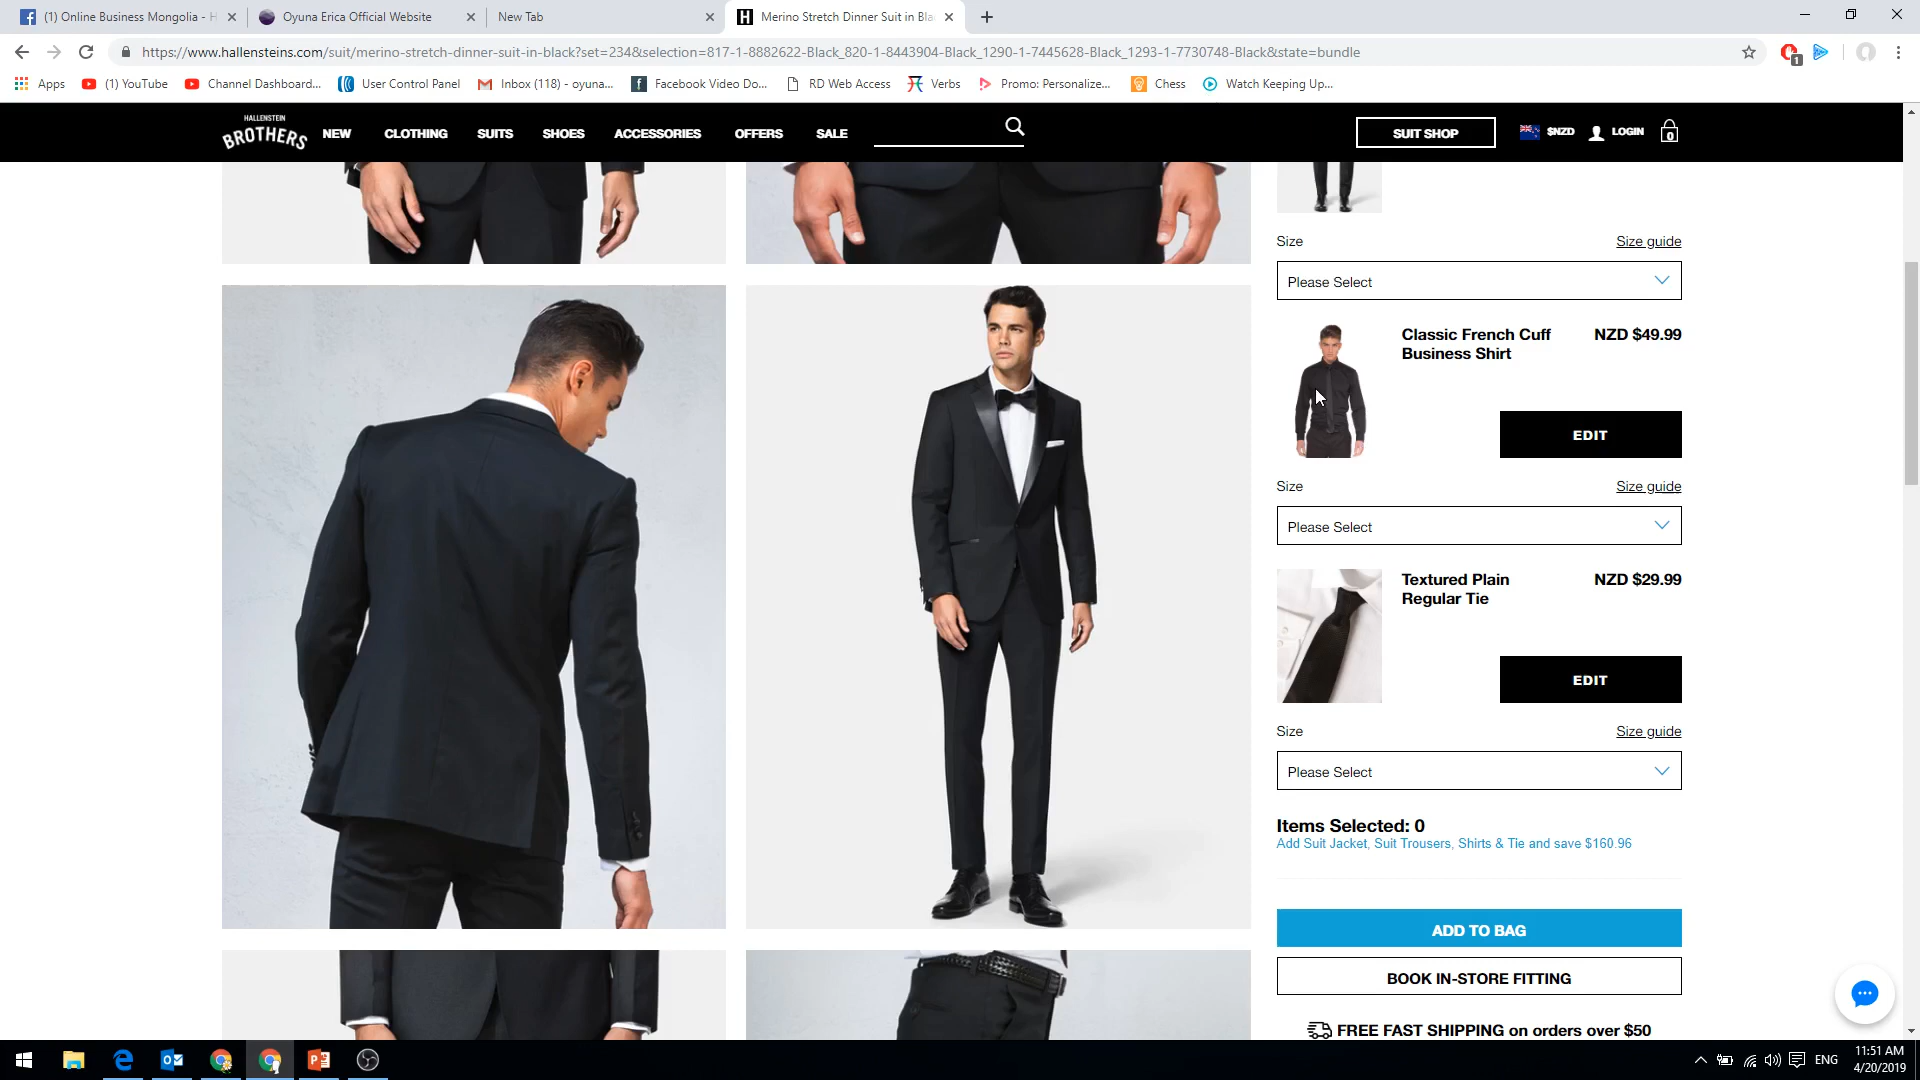 (1) Online Business Mongolia - H
Oyuna Erica Official Website
New Tab
Merino Stretch Dinner Suit in Bla
https://www.hallensteins.com/suit/merino-stretch-dinner-suit-in-black?set=234&selection=817-1-8882622-Black_820-1-8443904-Black_1290-1-7445628-Black_1293-1-7730748-Black&state=bundle
1
Apps
(1) YouTube
Channel Dashboard...
User Control Panel
Inbox (118) - oyuna...
Facebook Video Do...
RD Web Access
Verbs
Promo: Personalize...
Chess
Watch Keeping Up...
HALLENSTEIN
BROTHERS
NEW CLOTHING SUITS SHOES ACCESSORIES OFFERS SALE
SUIT SHOP
$NZD
LOGIN
0
Size
Size guide
Please Select
Classic French Cuff
Business Shirt
NZD $49.99
EDIT
Size
Size guide
Please Select
Textured Plain
Regular Tie
NZD $29.99
EDIT
Size
Size guide
Please Select
Items Selected: 0
Add Suit Jacket, Suit Trousers, Shirts & Tie and save $160.96
ADD TO BAG
BOOK IN-STORE FITTING
FREE FAST SHIPPING on orders over $50
ENG
11:51 AM
4/20/2019